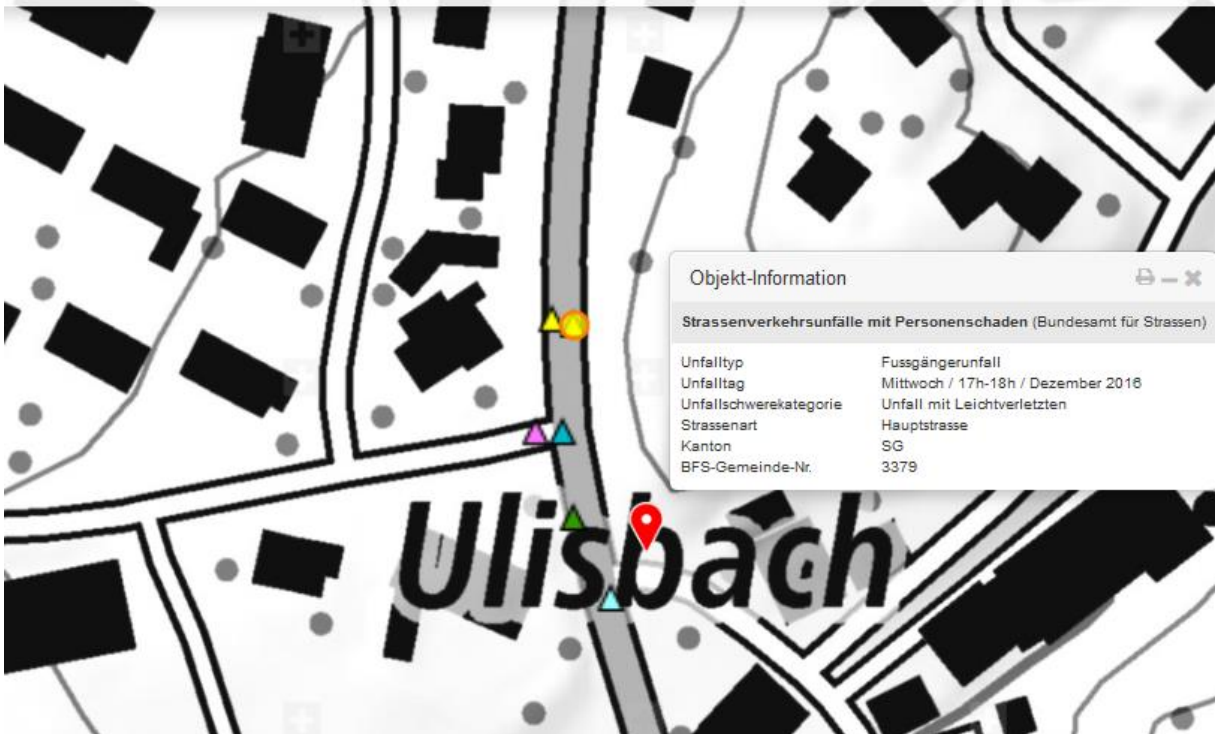 Objekt-Information
Strassenverkehrsunfälle mit Personenschaden (Bundesamt für Strassen)
Unfalltyp Fussgängerunfall
Unfalltag Mittwoch / 17h-18h / Dezember 2016
Unfallschwerekategorie Unfall mit Leichtverletzten
Strassenart Hauptstrasse
Kanton SG
BFS-Gemeinde-Nr. 3379
Ulisbach